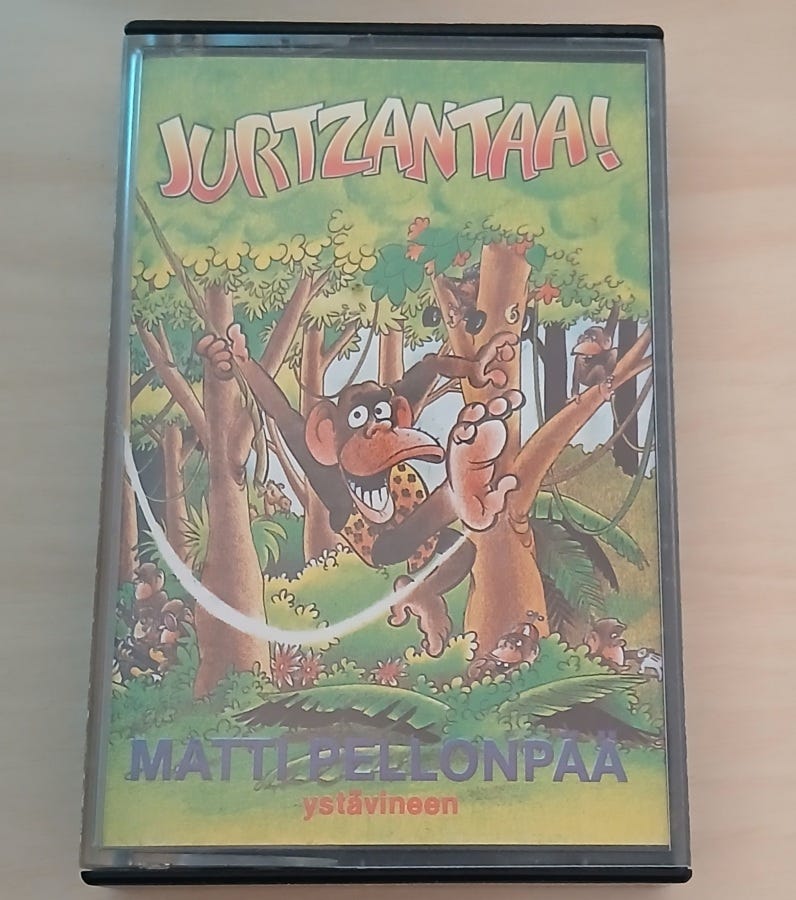 JURTZANTAA!
MATTI PELLONPÄÄ
ystävineen